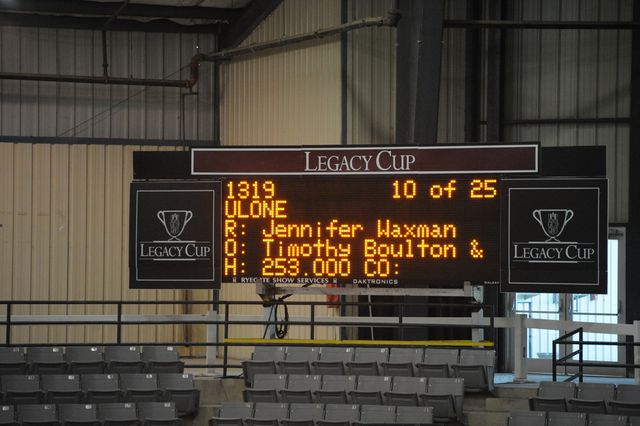 LEGACY CUP
1319 10 of 25
ULONE
R: Jennifer Waxman
O: Timothy Boulton &
H: 253.000 CO:
RYEGATE SHOW SERVICES DAKTRONICS
LEGACY CUP
LEGACY CUP